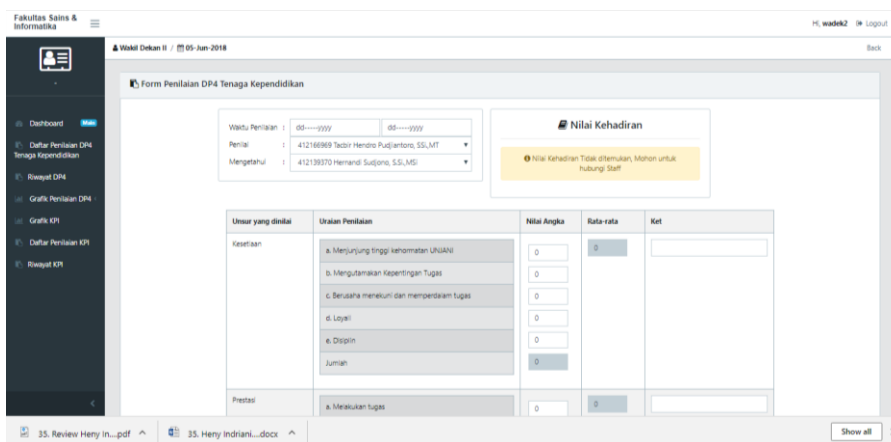 Fakultas Sains &
Informatika
Hi, wadek2 Logout
Wakil Dekan II / 05-Jun-2018
Back
Form Penilaian DP4 Tenaga Kependidikan
Dashboard Main
Daftar Penilaian DP4
Tenaga Kependidikan
Riwayat DP4
Grafik Penilaian DP4
Grafik KPI
Daftar Penilaian KPI
Riwayat KPI
Waktu Penilaian : dd-----yyyy dd-----yyyy
Penilai : 412166969 Tacbir Hendro Pudjiantoro, SSi.,MT
Mengetahui : 412139370 Hernandi Sudjono, S.Si.,MSi
Nilai Kehadiran
Nilai Kehadiran Tidak ditemukan, Mohon untuk
hubungi Staff
Unsur yang dinilai Uraian Penilaian Nilai Angka Rata-rata Ket
Kesetiaan
a. Menjunjung tinggi kehormatan UNJANI 0 0
b. Mengutamakan Kepentingan Tugas 0
c. Berusaha menekuni dan memperdalam tugas 0
d. Loyall 0
e. Disiplin 0
Jumlah 0
Prestasi
a. Melakukan tugas 0 0
35. Review Heny In...pdf
35. Heny Indriani....docx
Show all